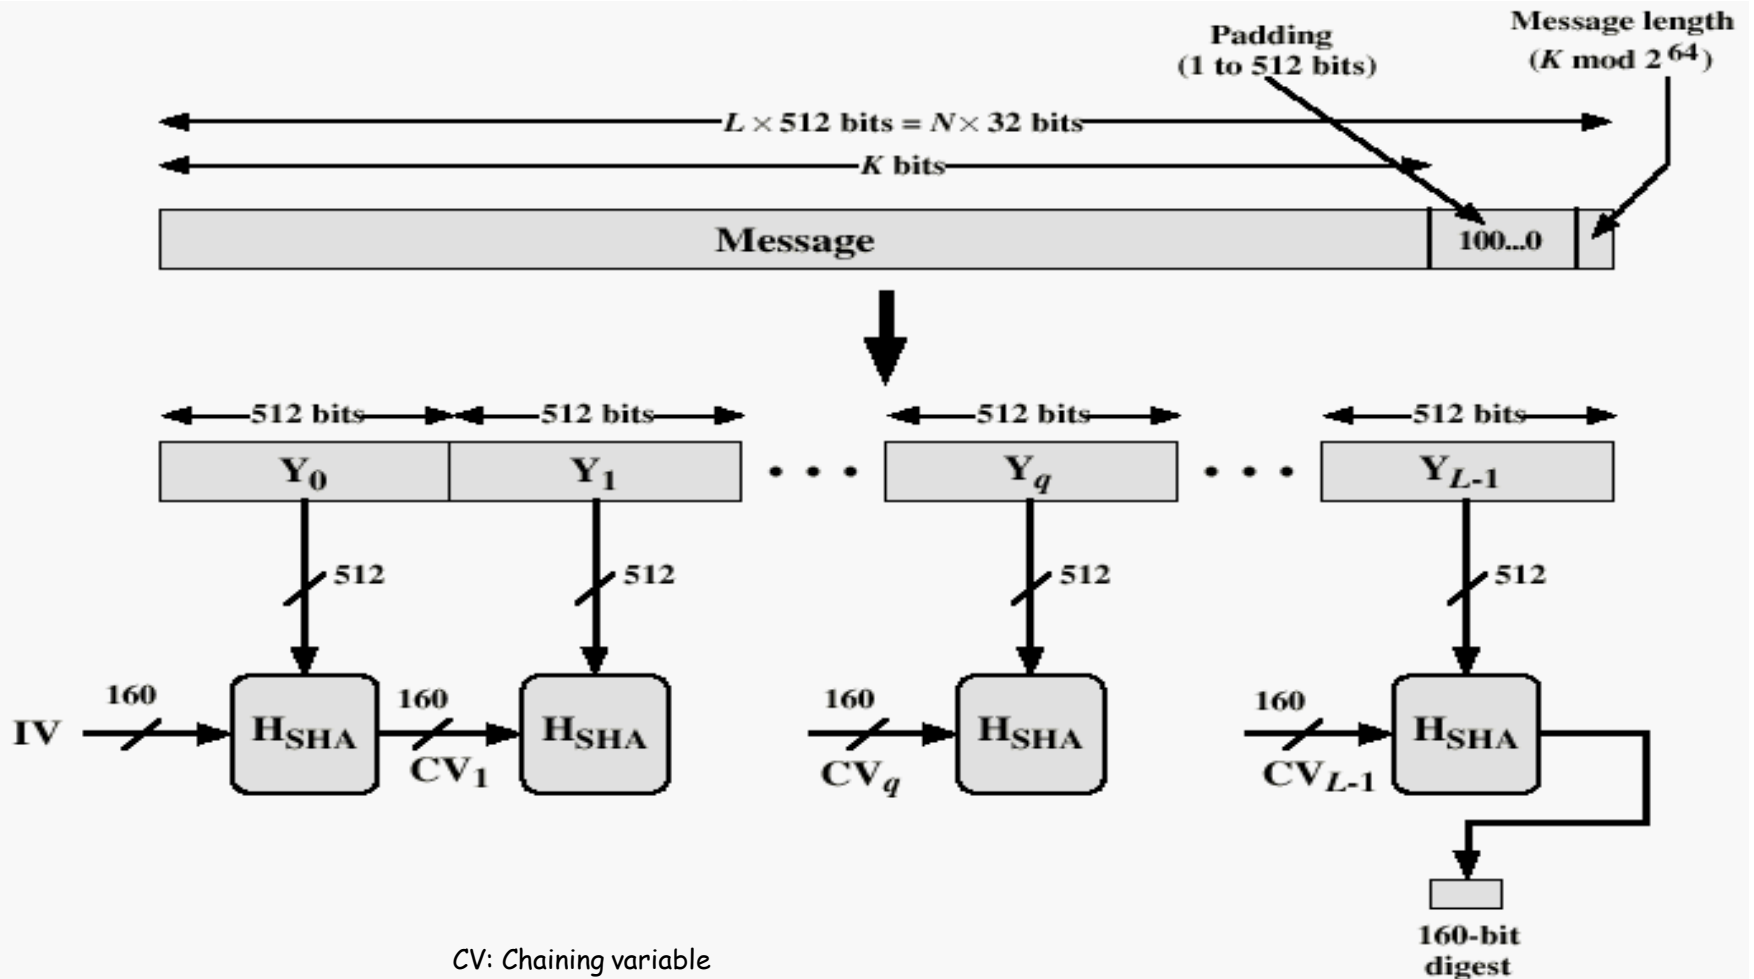 Padding
(1 to 512 bits)
Message length
(K mod 2^64)
L × 512 bits = N × 32 bits
K bits
Message
100...0
512 bits
512 bits
512 bits
512 bits
Y0
Y1
• • •
Yq
• • •
YL-1
512
512
512
512
160
160
160
160
IV
HSHA
HSHA
HSHA
HSHA
CV1
CVq
CVL-1
160-bit
digest
CV: Chaining variable